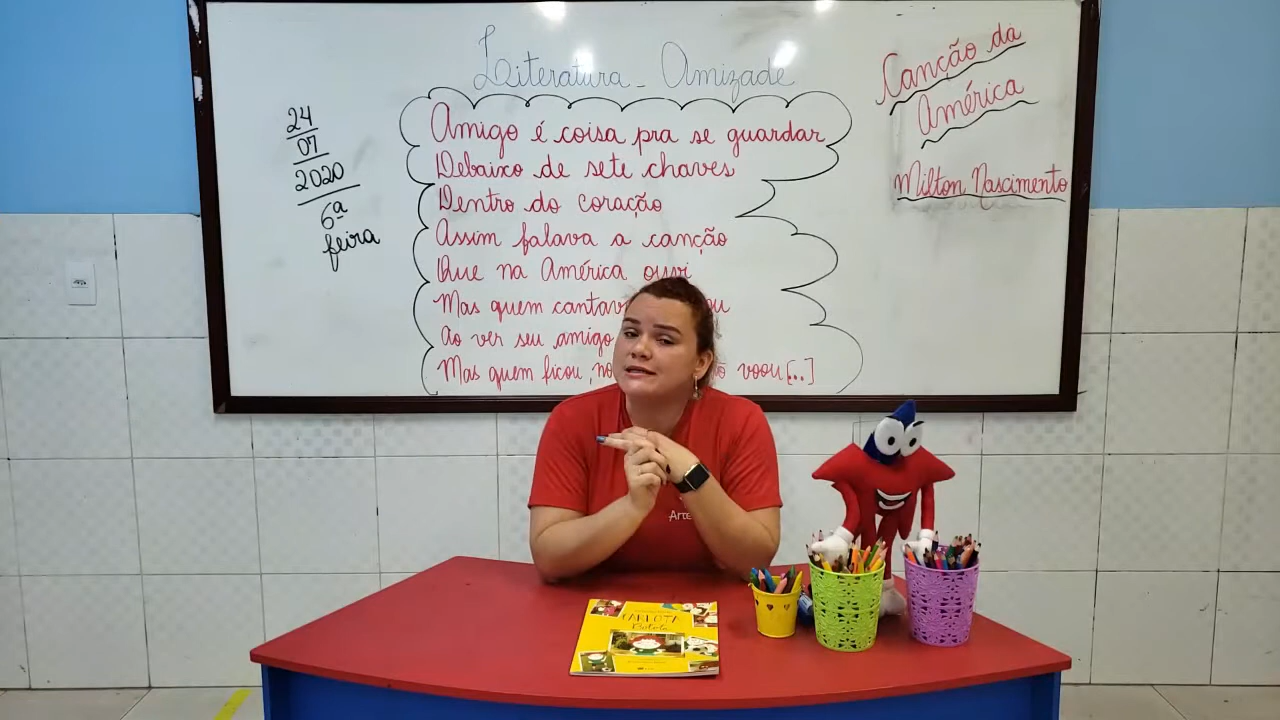 Literatura - Amizade
24
07
2020
6ª
feira
Amigo é coisa pra se guardar
Debaixo de sete chaves
Dentro do coração
Assim falava a canção
Que na América ouvi
Mas quem
Ao ver seu amigo
Mas quem ficou, voou [...]
Canção da
América
Milton Nascimento
CARLOTA